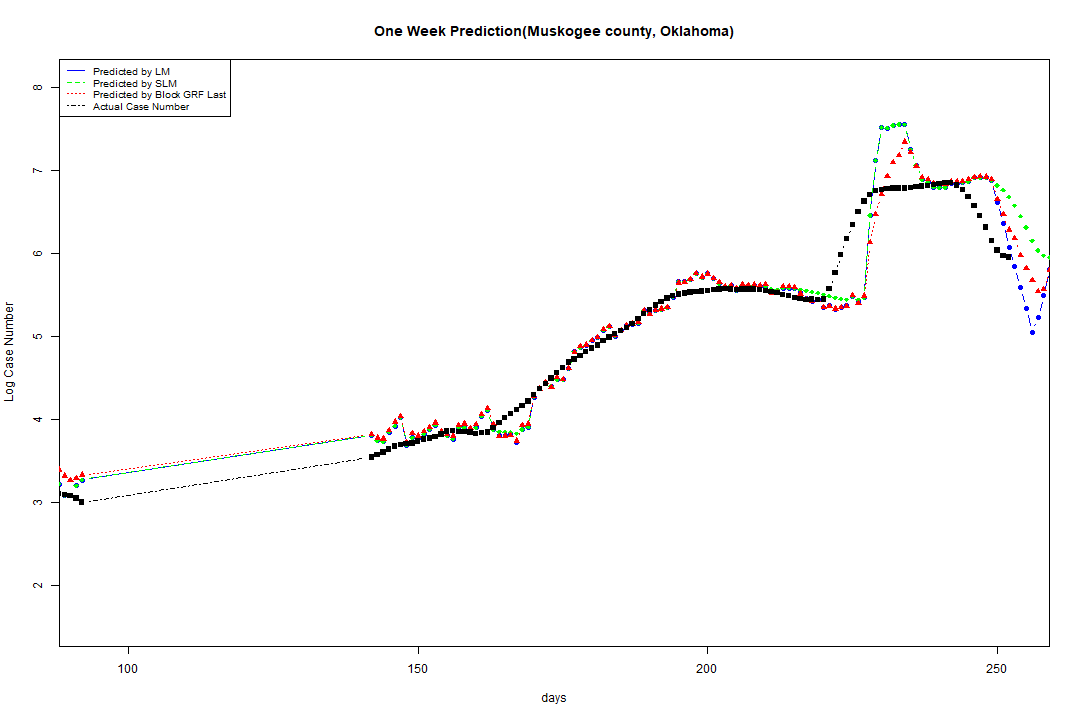 One Week Prediction(Muskogee county, Oklahoma)
Predicted by LM
Predicted by SLM
Predicted by Block GRF Last
Actual Case Number
8
7
6
5
4
3
2
Log Case Number
100 150 200 250
days